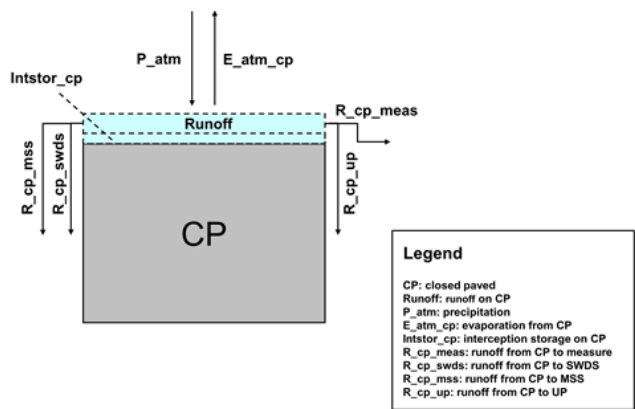 P_atm
E_atm_cp
Intstor_cp
R_cp_meas
Runoff
R_cp_mss
R_cp_swds
R_cp_up
CP
Legend
CP: closed paved
Runoff: runoff on CP
P_atm: precipitation
E_atm_cp: evaporation from CP
Intstor_cp: interception storage on CP
R_cp_meas: runoff from CP to measure
R_cp_swds: runoff from CP to SWDS
R_cp_mss: runoff from CP to MSS
R_cp_up: runoff from CP to UP